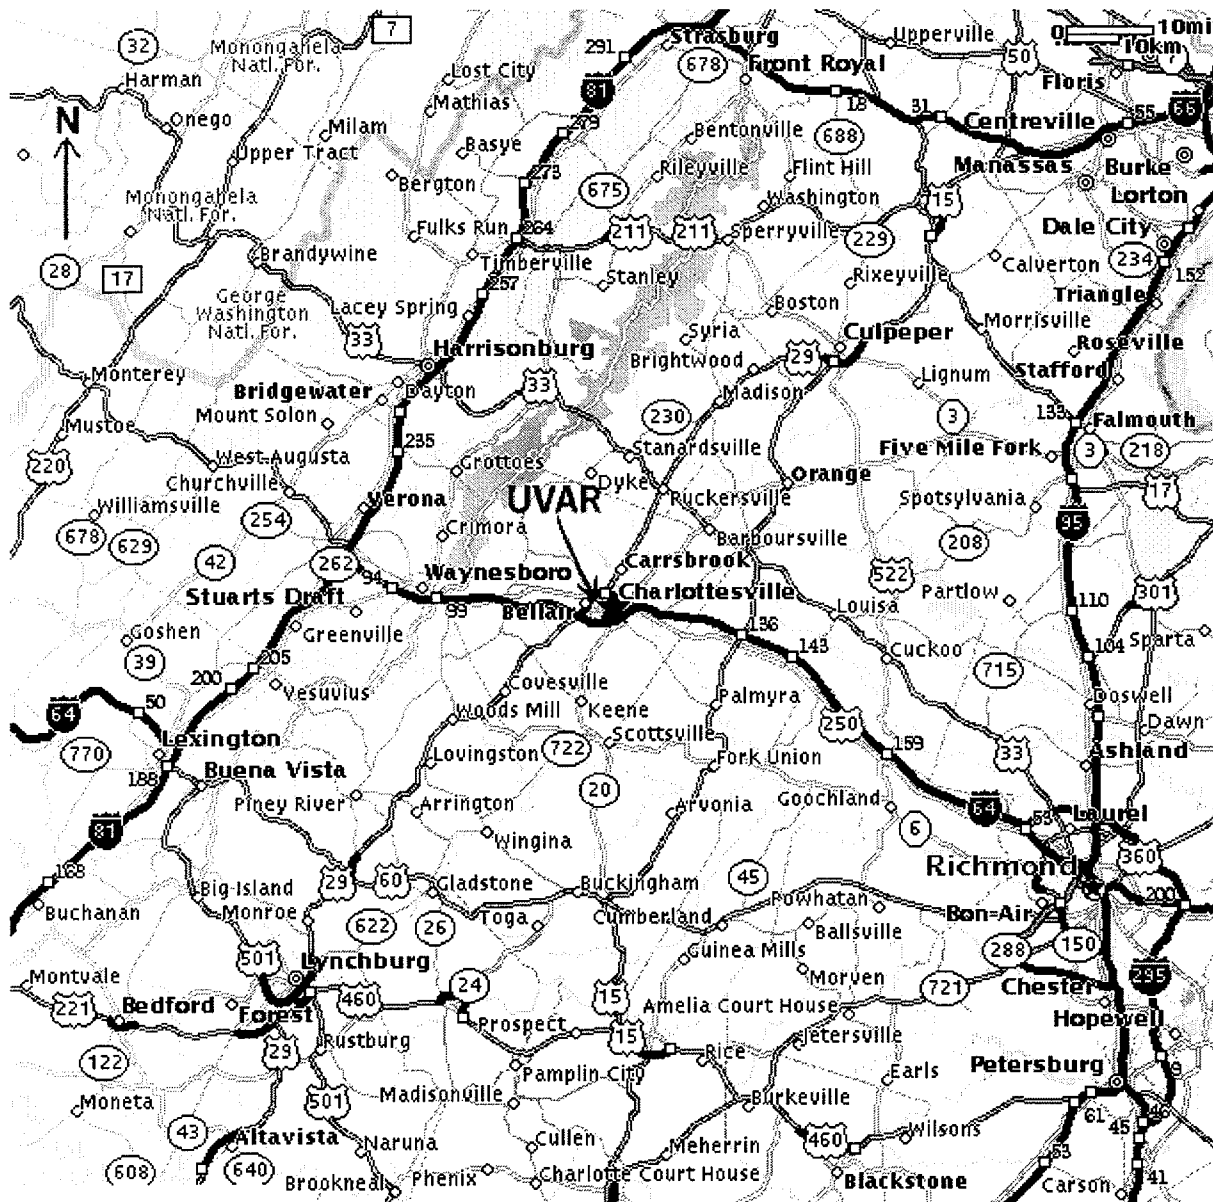 7
32
Monongahela
Natl. For.
291
Strasburg
Upperville
0 10mi
10km
Harman
Lost City
678
Front Royal
50
Floris
7
81
Mathias
18
31
Centreville
55
66
N
Onego
279
Milam
Bentonville
688
Upper Tract
Basye
Rileyville
Flint Hill
Manassas
Burke
Bergton
273
675
Washington
15
Lorton
Monongahela
Natl. For.
Fulks Run
264
211
211
Sperryville
229
Dale City
28
17
Brandywine
Timberville
Stanley
Rixeyville
Calverton
234
152
George
Washington
Natl. For.
Lacey Spring
257
Boston
Triangle
33
Syria
Culpeper
Morrisville
Roseville
Harrisonburg
Brightwood
29
Stafford
Monterey
Bridgewater
Dayton
33
Madison
Lignum
Mount Solon
230
3
133
Falmouth
Mustoe
235
Stanardsville
Five Mile Fork
3
218
220
West Augusta
Grottoes
Dyke
Orange
17
Churchville
Verona
UVAR
Ruckersville
Spotsylvania
Williamsville
254
Crimora
Barboursville
95
678
629
42
262
94
Waynesboro
Carrsbrook
522
208
Stuarts Draft
99
Bellair
Charlottesville
Louisa
Partlow
110
301
Goshen
Greenville
136
Sparta
39
205
143
Cuckoo
715
104
200
Vesuvius
Covesville
Palmyra
Doswell
64
50
Woods Mill
Keene
250
Dawn
770
Lexington
Lovingston
722
Scottsville
159
33
Ashland
188
Buena Vista
Fork Union
Piney River
Arrington
20
Arvonia
Goochland
64
53
Laurel
81
Wingina
6
168
Richmond
360
Big Island
29
60
Gladstone
Buckingham
45
Powhatan
200
Buchanan
Monroe
622
26
Toga
Cumberland
Ballsville
Bon-Air
501
Lynchburg
Guinea Mills
288
150
Montvale
24
Morven
721
295
221
Bedford
Forest
460
15
Amelia Court House
Chester
Prospect
15
Jetersville
Hopewell
122
29
Rustburg
Rice
Petersburg
9
Moneta
501
Madisonville
Pamplin City
Burkeville
Earls
61
46
43
Altavista
Naruna
Cullen
Meherrin
460
Wilsons
45
53
608
640
Brookneal
Phenix
Charlotte Court House
Blackstone
Carson
41